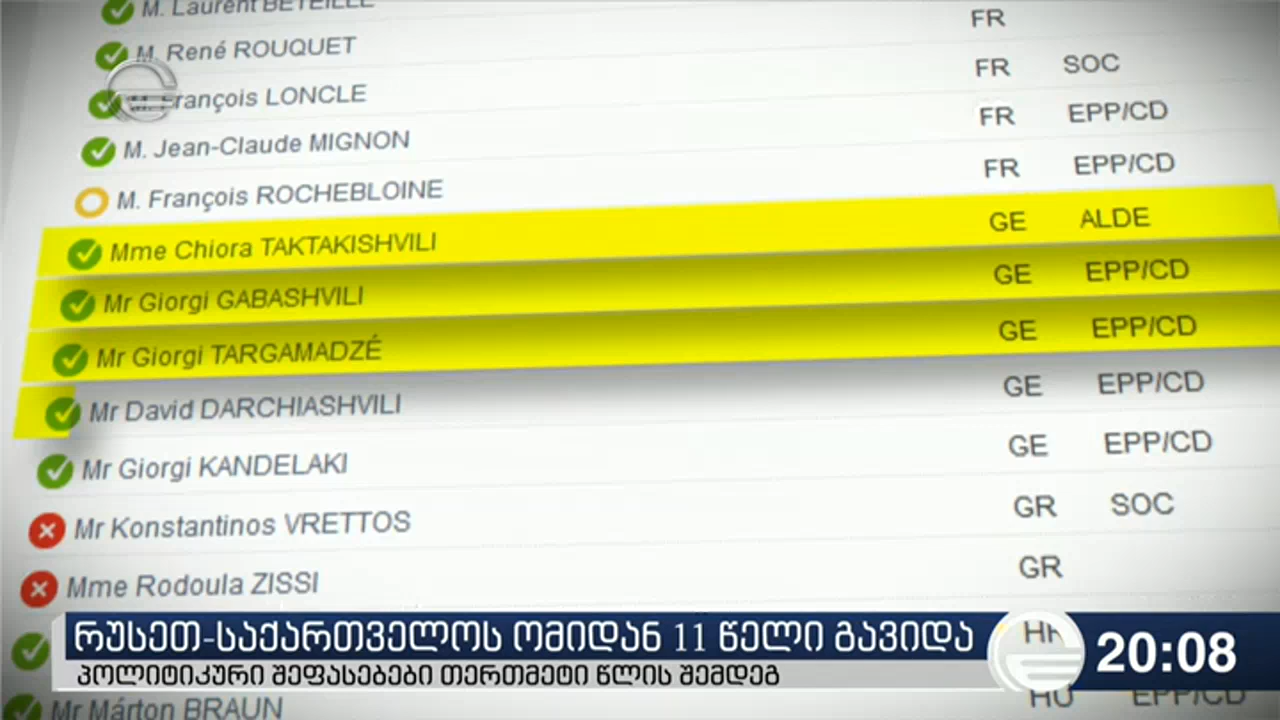 M. Laurent BETEILLE FR
M. René ROUQUET FR SOC
M. François LONCLE FR EPP/CD
M. Jean-Claude MIGNON FR EPP/CD
M. François ROCHEBLOINE
Mme Chiora TAKTAKISHVILI GE ALDE
Mr Giorgi GABASHVILI GE EPP/CD
Mr Giorgi TARGAMADZÉ GE EPP/CD
Mr David DARCHIASHVILI GE EPP/CD
Mr Giorgi KANDELAKI GE EPP/CD
Mr Konstantinos VRETTOS GR SOC
Mme Rodoula ZISSI GR
რუსეთ-საქართველოს ომიდან 11 წელი გავიდა
პოლიტიკური შეფასებები თერთმეტი წლის შემდეგ
20:08
Mr Márton BRAUN HU EPP/CD